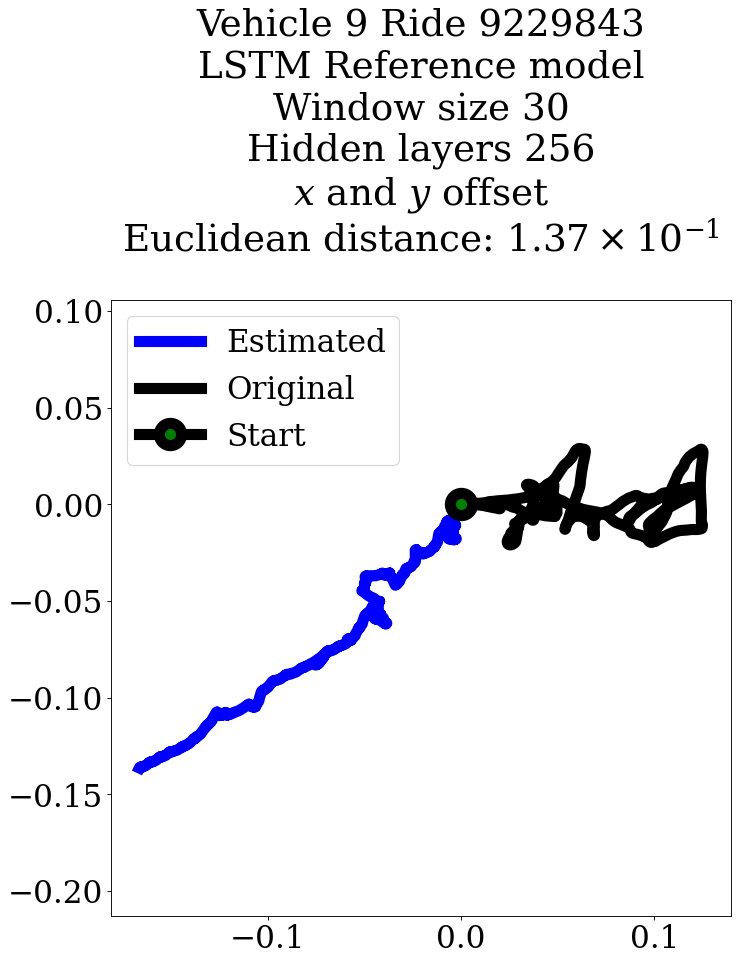 Vehicle 9 Ride 9229843
LSTM Reference model
Window size 30
Hidden layers 256
x and y offset
Euclidean distance: 1.37 × 10⁻¹
Estimated
Original
Start
0.10
0.05
0.00
−0.05
−0.10
−0.15
−0.20
−0.1 0.0 0.1